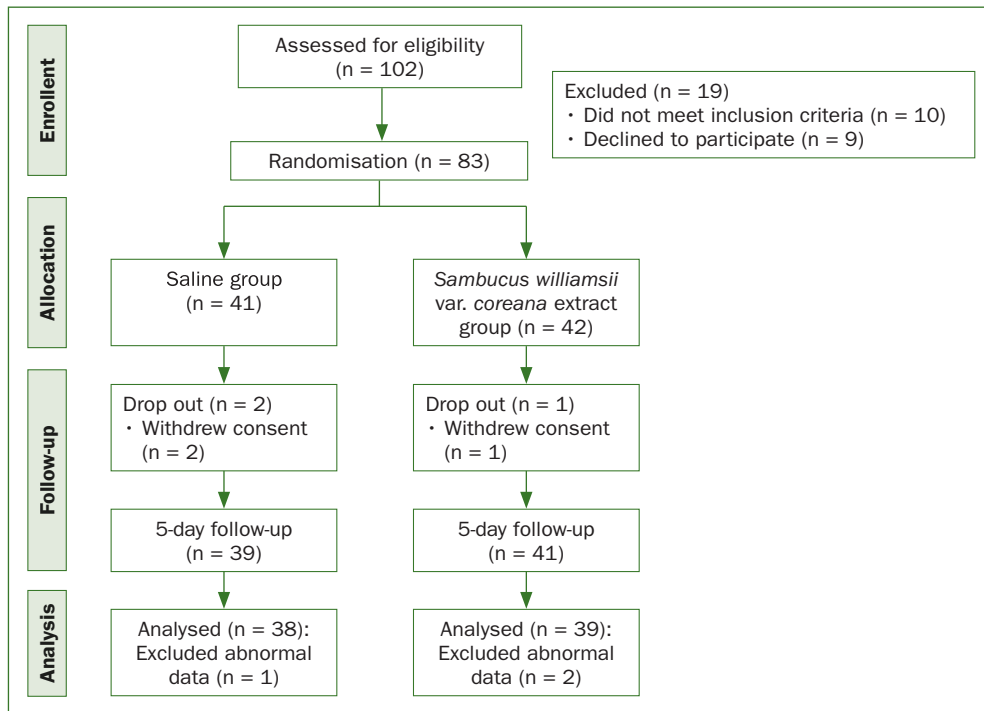 Enrollent
Assessed for eligibility
(n = 102)
Excluded (n = 19)
· Did not meet inclusion criteria (n = 10)
· Declined to participate (n = 9)
Randomisation (n = 83)
Allocation
Saline group
(n = 41)
Sambucus williamsii
var. coreana extract
group (n = 42)
Follow-up
Drop out (n = 2)
· Withdrew consent
(n = 2)
Drop out (n = 1)
· Withdrew consent
(n = 1)
5-day follow-up
(n = 39)
5-day follow-up
(n = 41)
Analysis
Analysed (n = 38):
Excluded abnormal
data (n = 1)
Analysed (n = 39):
Excluded abnormal
data (n = 2)